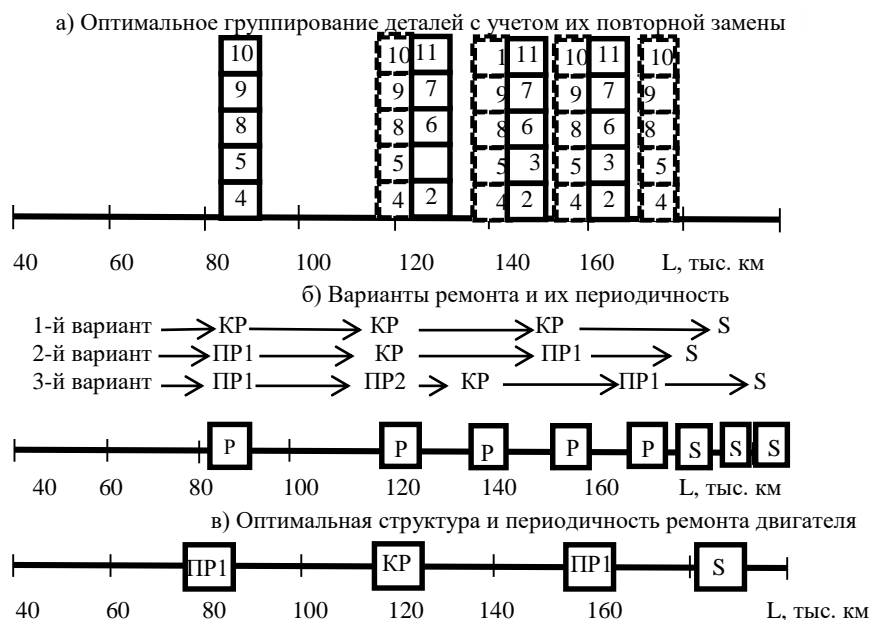 а) Оптимальное группирование деталей с учетом их повторной замены
10 10 11 1 11 10 11 10
9 9 7 9 7 9 7 9
8 8 6 8 6 8 6 8
5 5 5 3 5 3 5
4 4 2 4 2 4 2 4
40 60 80 100 120 140 160 L, тыс. км
б) Варианты ремонта и их периодичность
1-й вариант КР КР КР S
2-й вариант ПР1 КР ПР1 S
3-й вариант ПР1 ПР2 КР ПР1 S
Р Р Р Р Р S S S
40 60 80 100 120 140 160 L, тыс. км
в) Оптимальная структура и периодичность ремонта двигателя
ПР1 КР ПР1 S
40 60 80 100 120 140 160 L, тыс. км